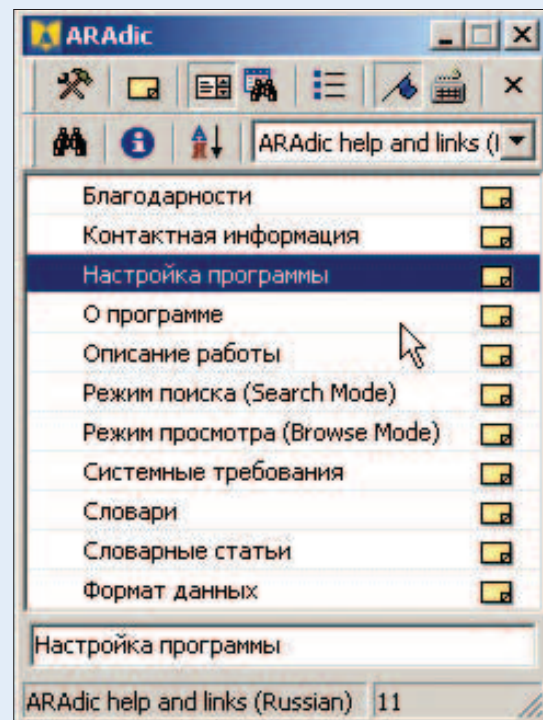 ARAdic
ARAdic help and links (
Благодарности
Контактная информация
Настройка программы
О программе
Описание работы
Режим поиска (Search Mode)
Режим просмотра (Browse Mode)
Системные требования
Словари
Словарные статьи
Формат данных
Настройка программы
ARAdic help and links (Russian) 11